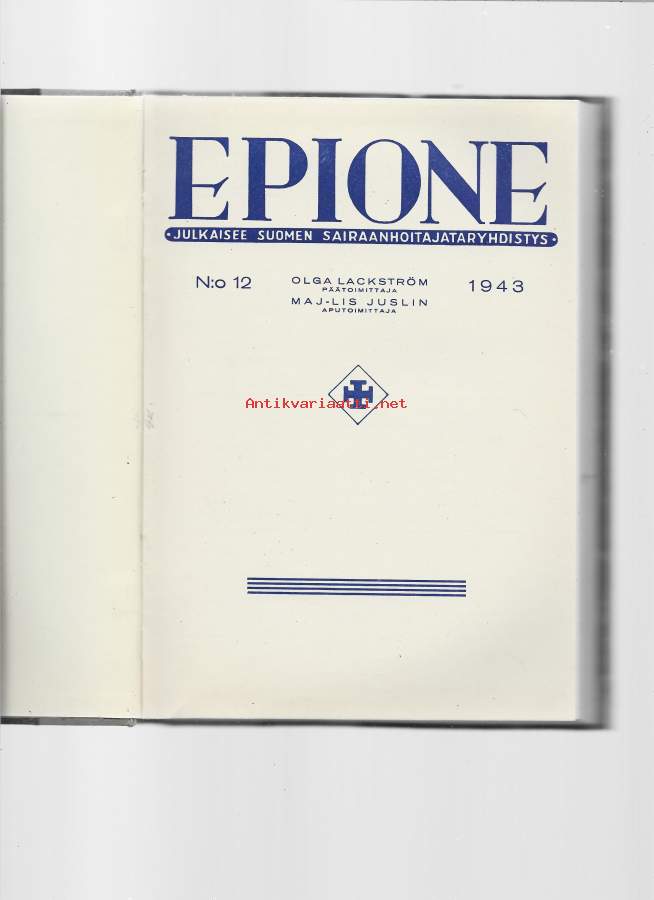 EPIONE
• JULKAISEE SUOMEN SAIRAANHOITAJATARYHDISTYS •
N:o 12 OLGA LACKSTRÖM 1943
PÄÄTOIMITTAJA
MAJ-LIS JUSLIN
APUTOIMITTAJA
Antikvariaatti.net